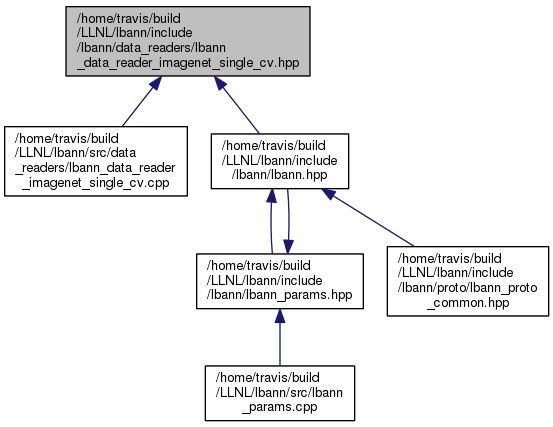 /home/travis/build
/LLNL/lbann/include
/lbann/data_readers/lbann
_data_reader_imagenet_single_cv.hpp
/home/travis/build
/LLNL/lbann/src/data
_readers/lbann_data_reader
_imagenet_single_cv.cpp
/home/travis/build
/LLNL/lbann/include
/lbann/lbann.hpp
/home/travis/build
/LLNL/lbann/include
/lbann/lbann_params.hpp
/home/travis/build
/LLNL/lbann/include
/lbann/proto/lbann_proto
_common.hpp
/home/travis/build
/LLNL/lbann/src/lbann
_params.cpp